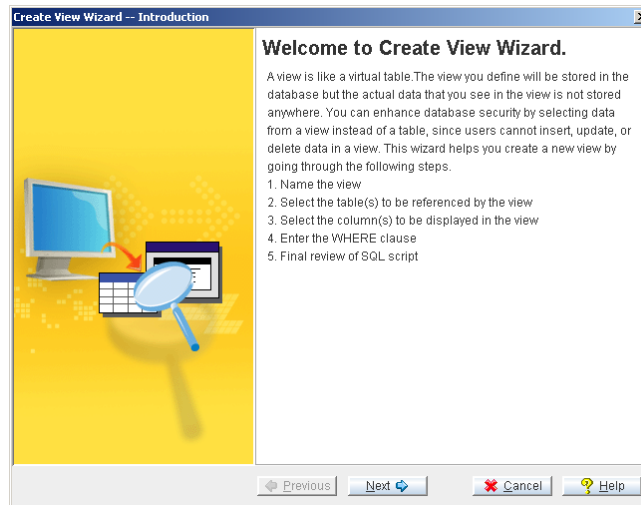 Create View Wizard -- Introduction
Welcome to Create View Wizard.
A view is like a virtual table.The view you define will be stored in the
database but the actual data that you see in the view is not stored
anywhere. You can enhance database security by selecting data
from a view instead of a table, since users cannot insert, update, or
delete data in a view. This wizard helps you create a new view by
going through the following steps.
1. Name the view
2. Select the table(s) to be referenced by the view
3. Select the column(s) to be displayed in the view
4. Enter the WHERE clause
5. Final review of SQL script
Previous Next Cancel Help